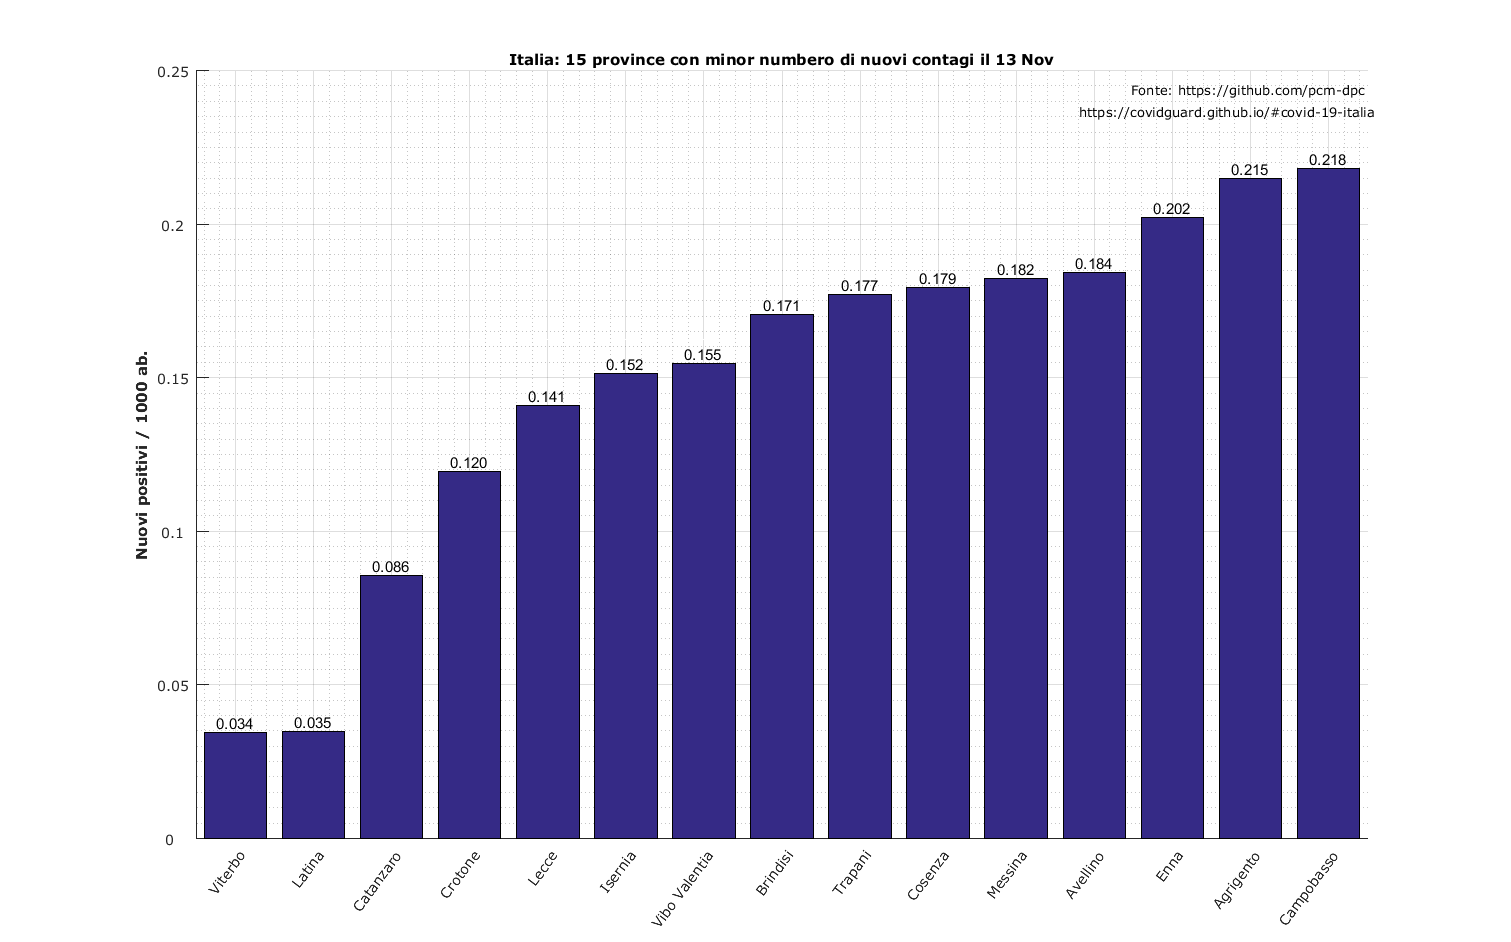 Italia: 15 province con minor numbero di nuovi contagi il 13 Nov
Fonte: https://github.com/pcm-dpc
https://covidguard.github.io/#covid-19-italia
Nuovi positivi / 1000 ab.
0.25
0.2
0.15
0.1
0.05
0
0.034
0.035
0.086
0.120
0.141
0.152
0.155
0.171
0.177
0.179
0.182
0.184
0.202
0.215
0.218
Viterbo
Latina
Catanzaro
Crotone
Lecce
Isernia
Vibo Valentia
Brindisi
Trapani
Cosenza
Messina
Avellino
Enna
Agrigento
Campobasso